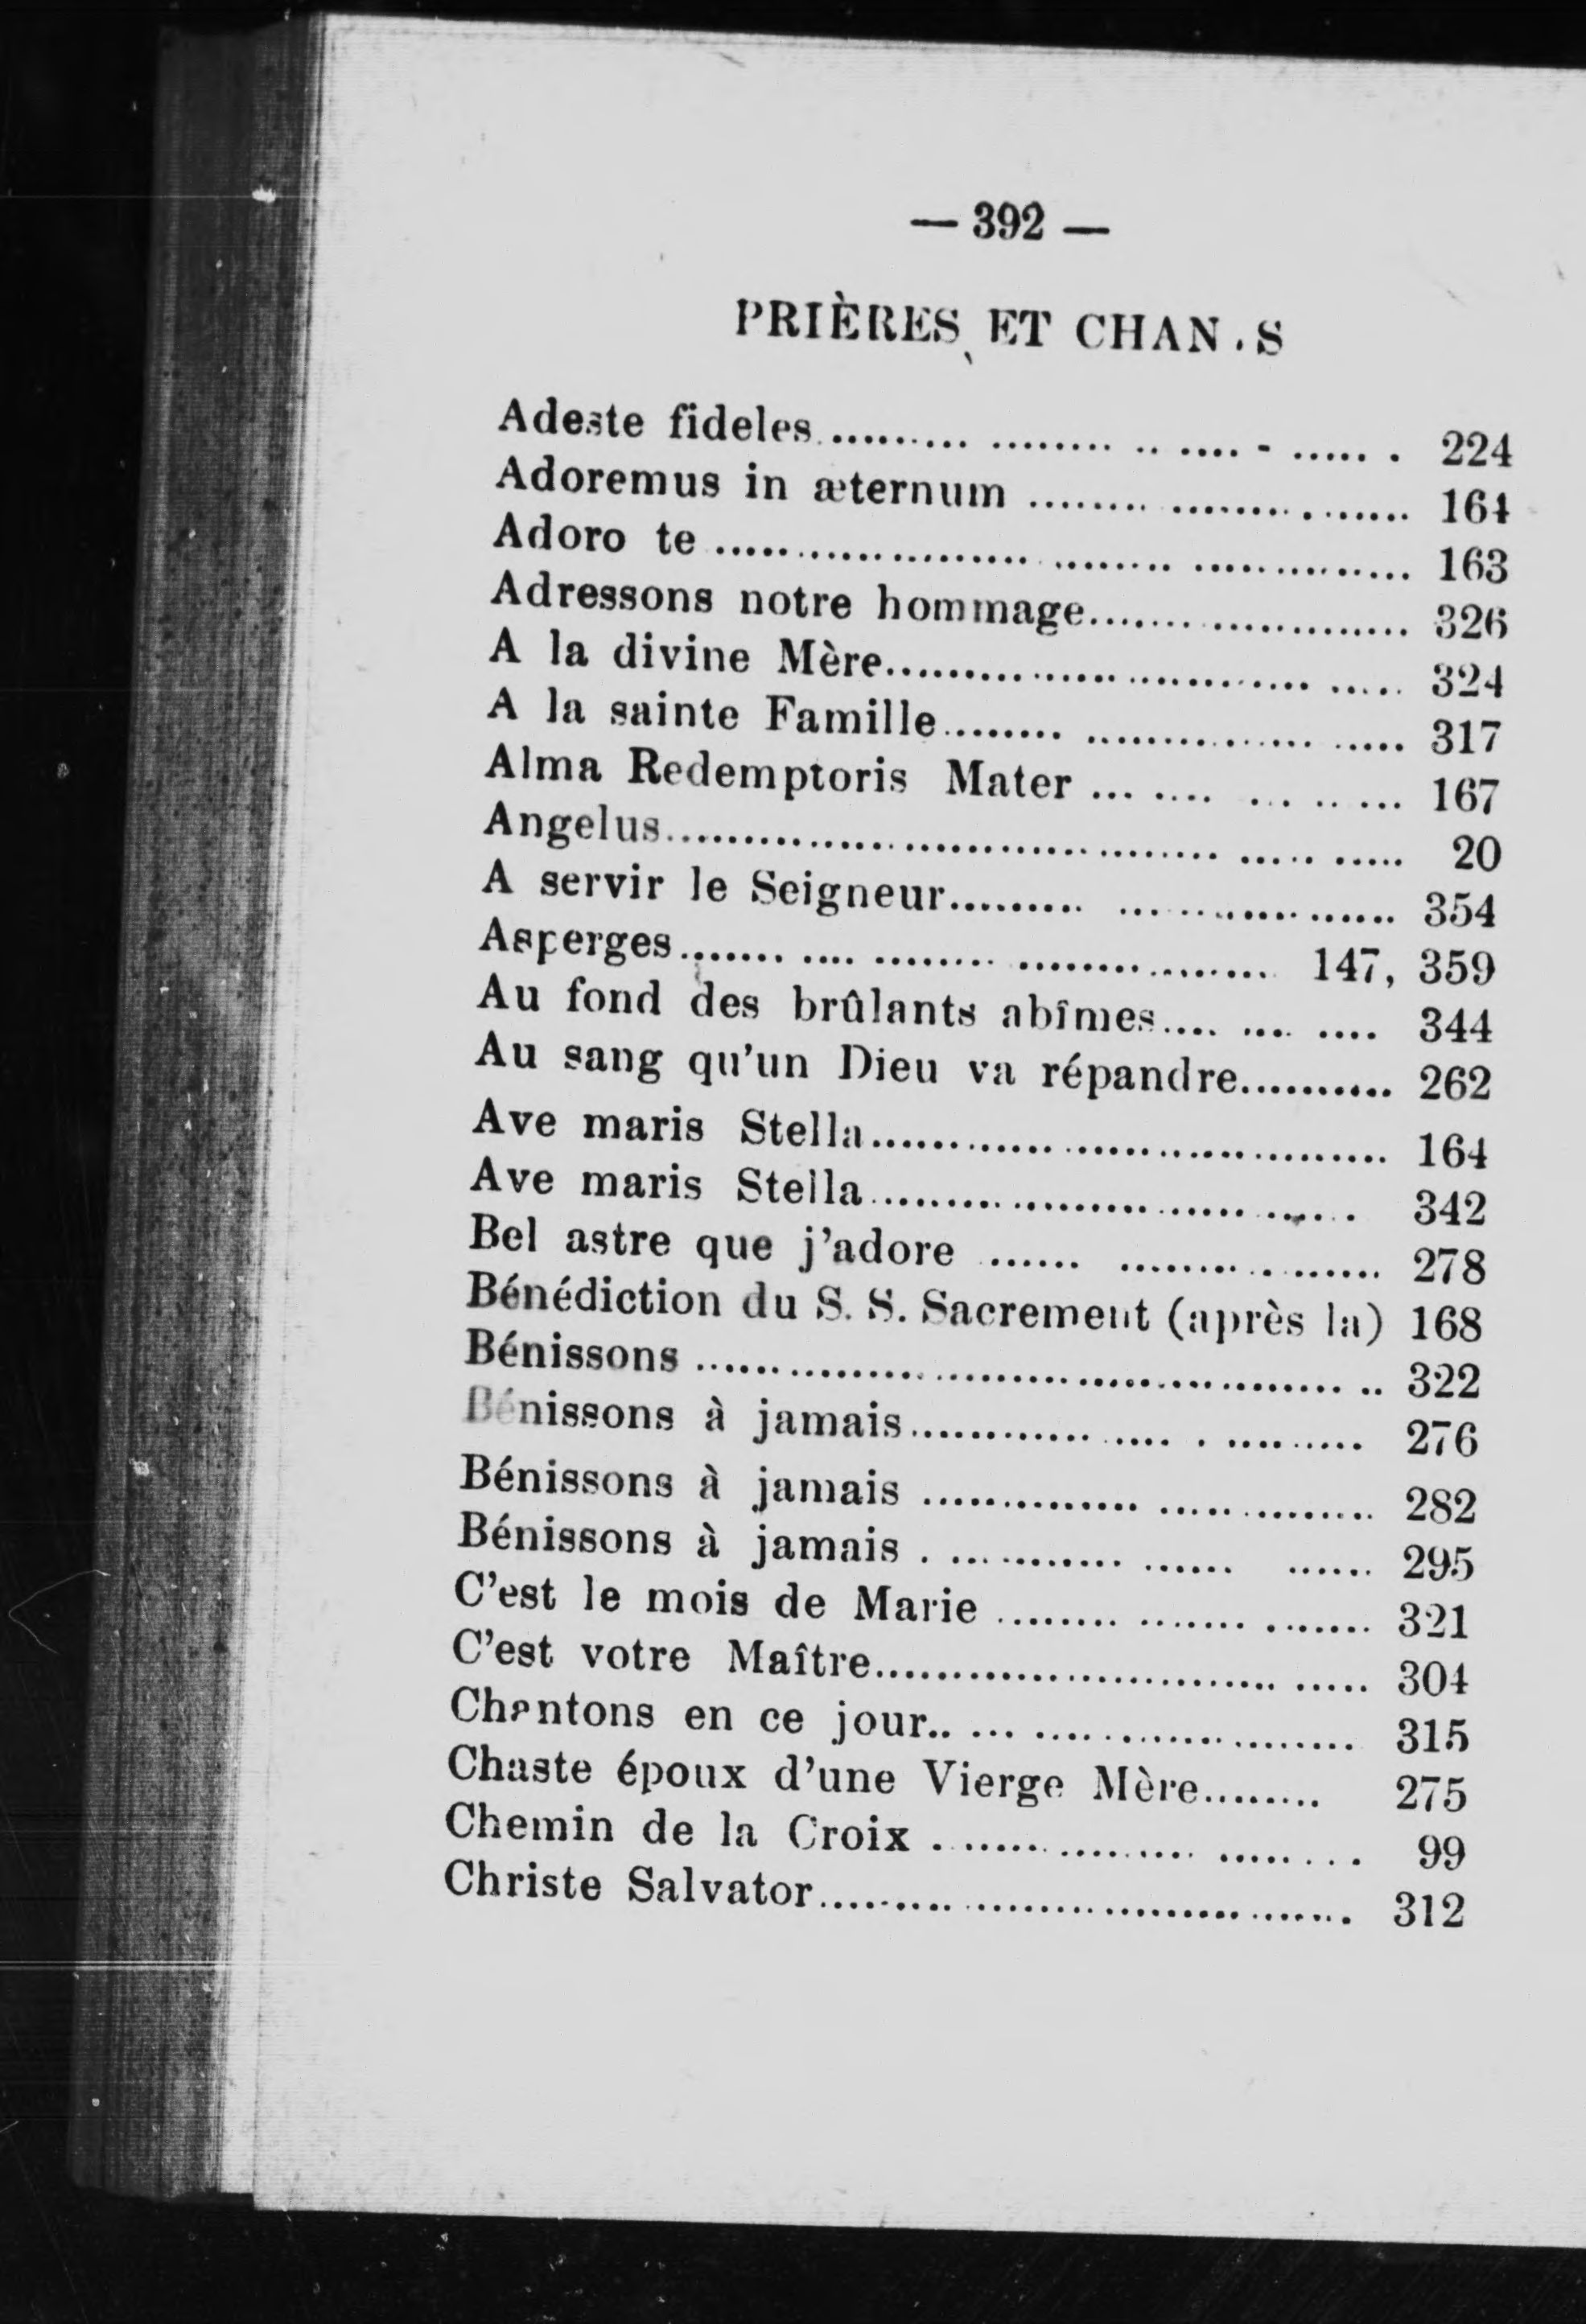 — 392 —
PRIÈRES ET CHAN.S
Adeste fideles.............................. 224
Adoremus in æternum .............................. 164
Adoro te .............................. 163
Adressons notre hommage.............................. 326
A la divine Mère.............................. 324
A la sainte Famille.............................. 317
Alma Redemptoris Mater .................. 167
Angelus.............................. 20
A servir le Seigneur.............................. 354
Asperges.............................. 147, 359
Au fond des brûlants abîmes............ 344
Au sang qu'un Dieu va répandre........... 262
Ave maris Stella.............................. 164
Ave maris Stella.............................. 342
Bel astre que j'adore .............................. 278
Bénédiction du S. S. Sacrement (après la) 168
Bénissons .............................. 322
Bénissons à jamais.............................. 276
Bénissons à jamais .............................. 282
Bénissons à jamais .............................. 295
C'est le mois de Marie .............................. 321
C'est votre Maître.............................. 304
Chantons en ce jour.............................. 315
Chaste époux d'une Vierge Mère......... 275
Chemin de la Croix .............................. 99
Christe Salvator.............................. 312